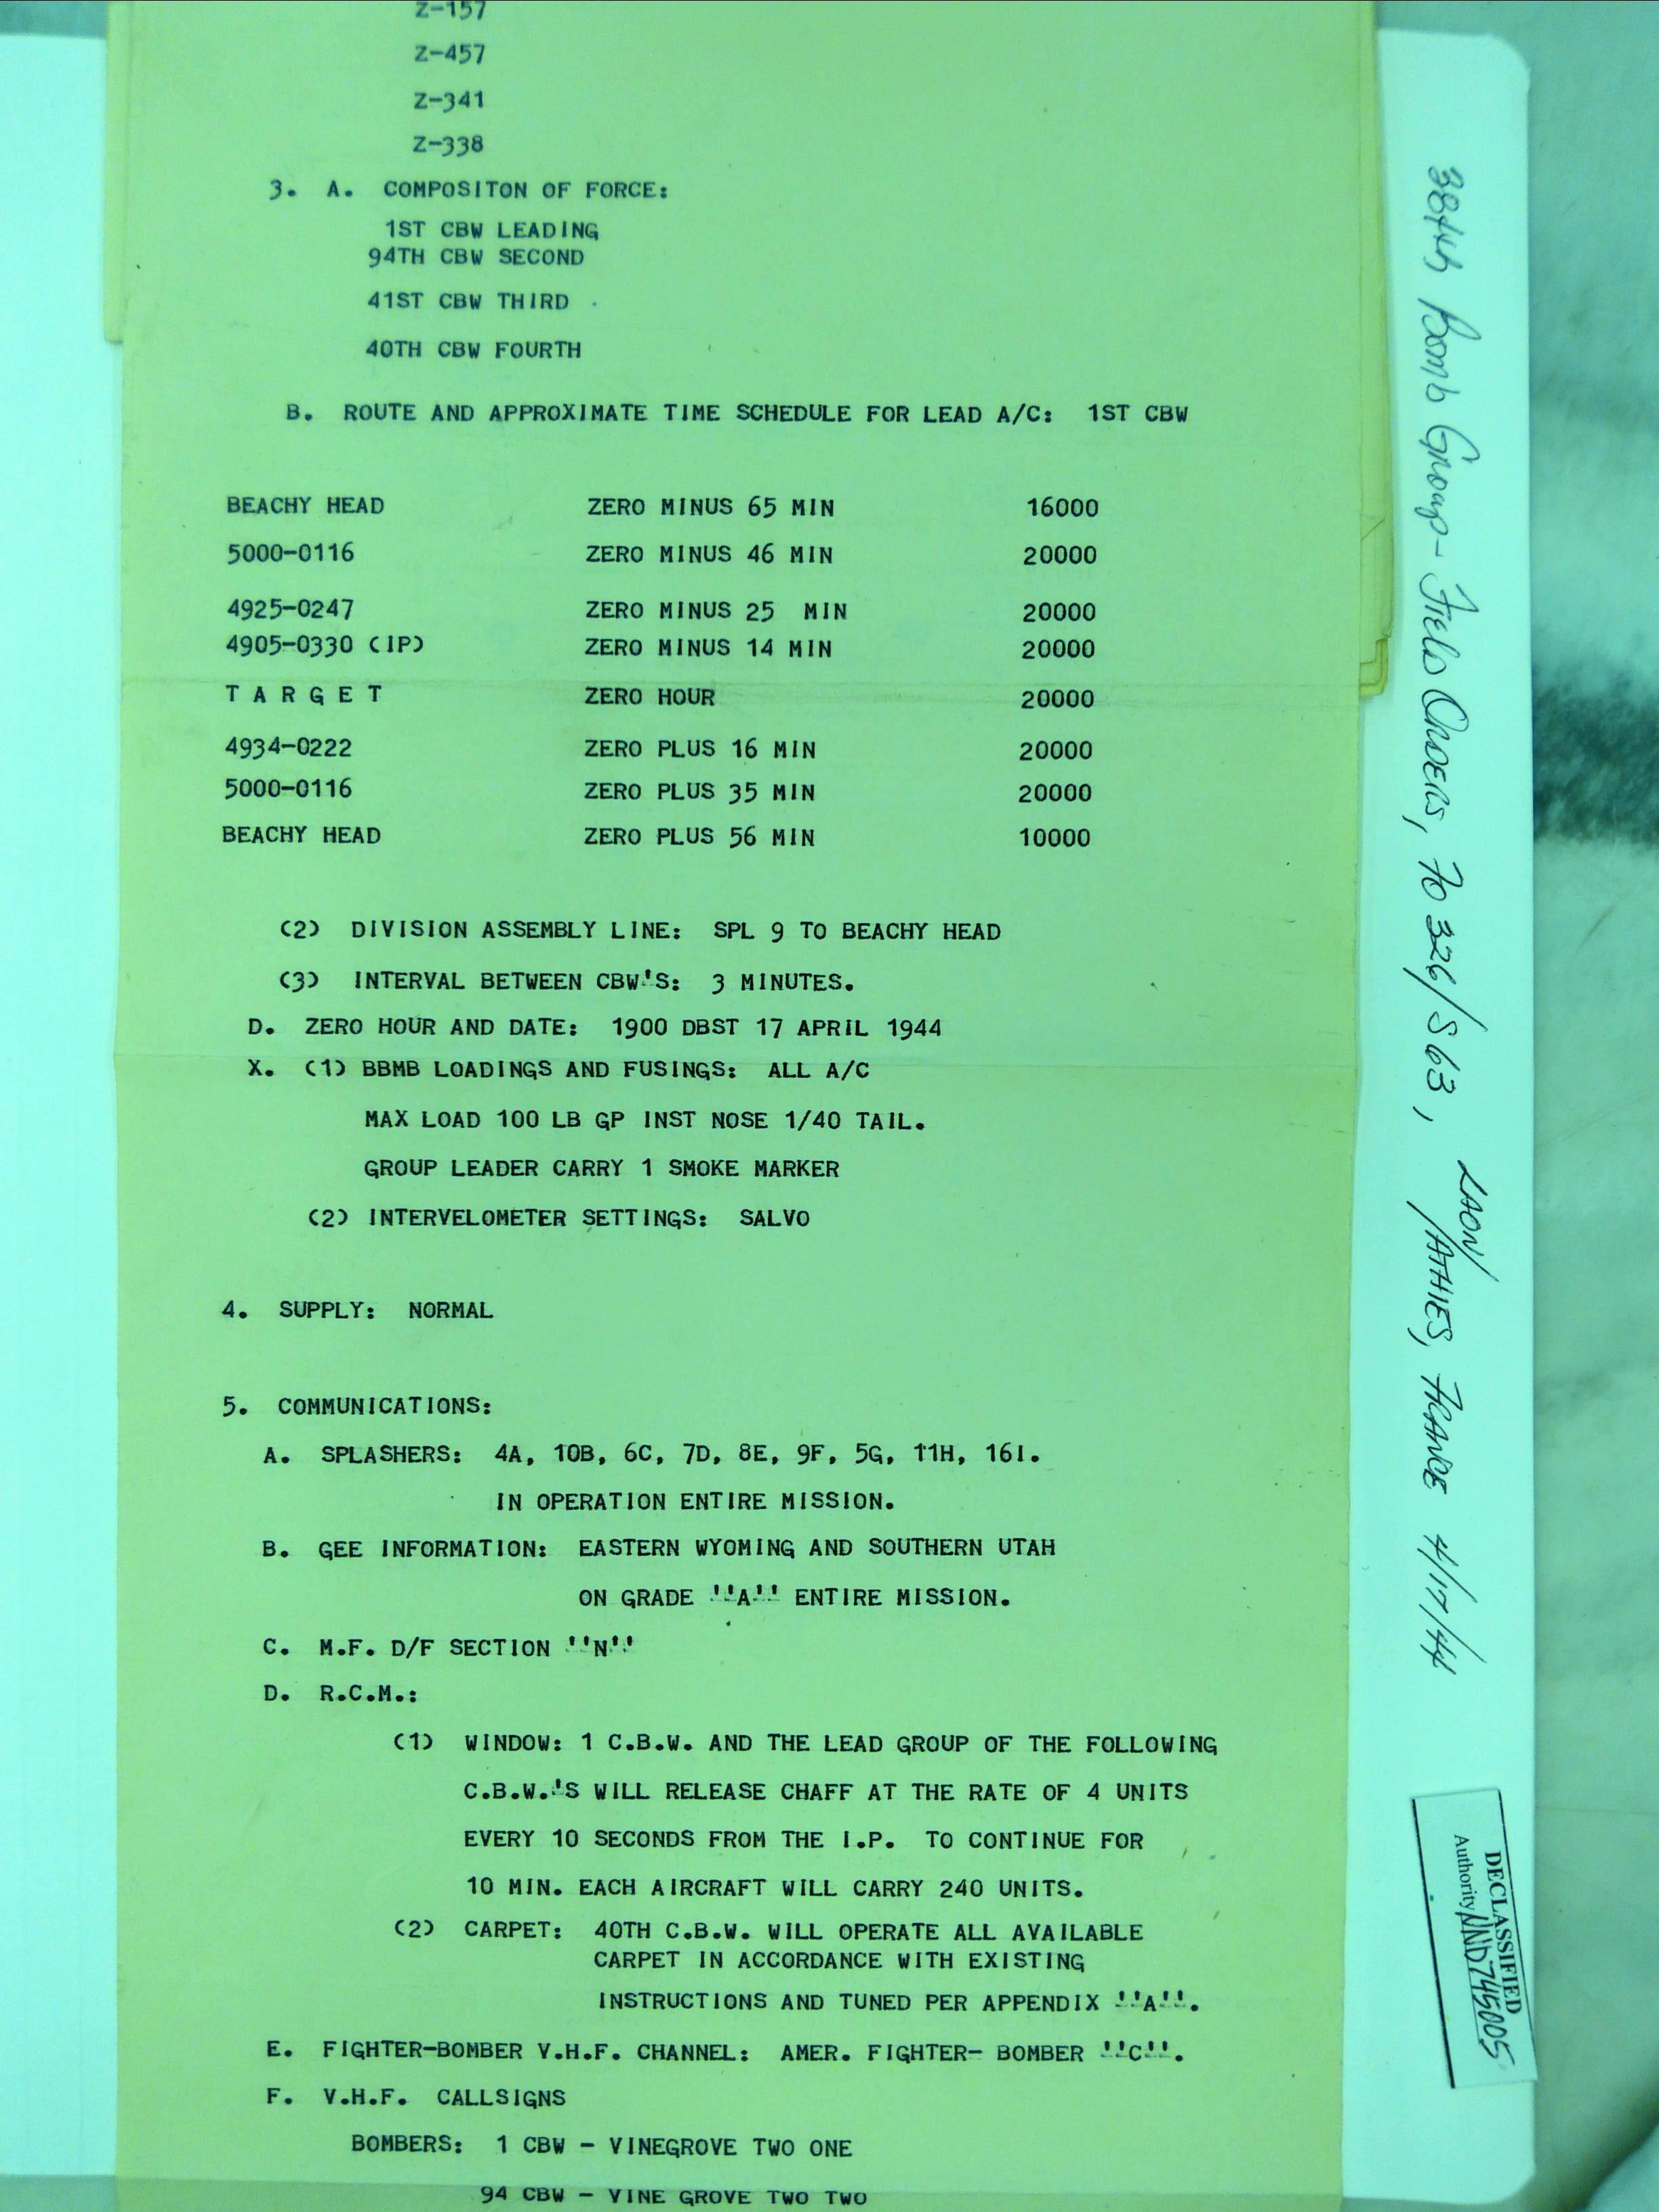 Z-157
Z-457
Z-341
Z-338
3. A. COMPOSITON OF FORCE:
1ST CBW LEADING
94TH CBW SECOND
41ST CBW THIRD
40TH CBW FOURTH
B. ROUTE AND APPROXIMATE TIME SCHEDULE FOR LEAD A/C: 1ST CBW
BEACHY HEAD ZERO MINUS 65 MIN 16000
5000-0116 ZERO MINUS 46 MIN 20000
4925-0247 ZERO MINUS 25 MIN 20000
4905-0330 (IP) ZERO MINUS 14 MIN 20000
T A R G E T ZERO HOUR 20000
4934-0222 ZERO PLUS 16 MIN 20000
5000-0116 ZERO PLUS 35 MIN 20000
BEACHY HEAD ZERO PLUS 56 MIN 10000
(2) DIVISION ASSEMBLY LINE: SPL 9 TO BEACHY HEAD
(3) INTERVAL BETWEEN CBW'S: 3 MINUTES.
D. ZERO HOUR AND DATE: 1900 DBST 17 APRIL 1944
X. (1) BBMB LOADINGS AND FUSINGS: ALL A/C
MAX LOAD 100 LB GP INST NOSE 1/40 TAIL.
GROUP LEADER CARRY 1 SMOKE MARKER
(2) INTERVELOMETER SETTINGS: SALVO
4. SUPPLY: NORMAL
5. COMMUNICATIONS:
A. SPLASHERS: 4A, 10B, 6C, 7D, 8E, 9F, 5G, 11H, 16I.
IN OPERATION ENTIRE MISSION.
B. GEE INFORMATION: EASTERN WYOMING AND SOUTHERN UTAH
ON GRADE ''A'' ENTIRE MISSION.
C. M.F. D/F SECTION ''N''
D. R.C.M.:
(1) WINDOW: 1 C.B.W. AND THE LEAD GROUP OF THE FOLLOWING
C.B.W.'S WILL RELEASE CHAFF AT THE RATE OF 4 UNITS
EVERY 10 SECONDS FROM THE I.P. TO CONTINUE FOR
10 MIN. EACH AIRCRAFT WILL CARRY 240 UNITS.
(2) CARPET: 40TH C.B.W. WILL OPERATE ALL AVAILABLE
CARPET IN ACCORDANCE WITH EXISTING
INSTRUCTIONS AND TUNED PER APPENDIX ''A''.
E. FIGHTER-BOMBER V.H.F. CHANNEL: AMER. FIGHTER- BOMBER ''C''.
F. V.H.F. CALLSIGNS
BOMBERS: 1 CBW - VINEGROVE TWO ONE
94 CBW - VINE GROVE TWO TWO
384th Bomb Group - Field Orders, FO 326/S63, LAON/ATHIES, FRANCE 4/17/44
DECLASSIFIED
Authority NND745005